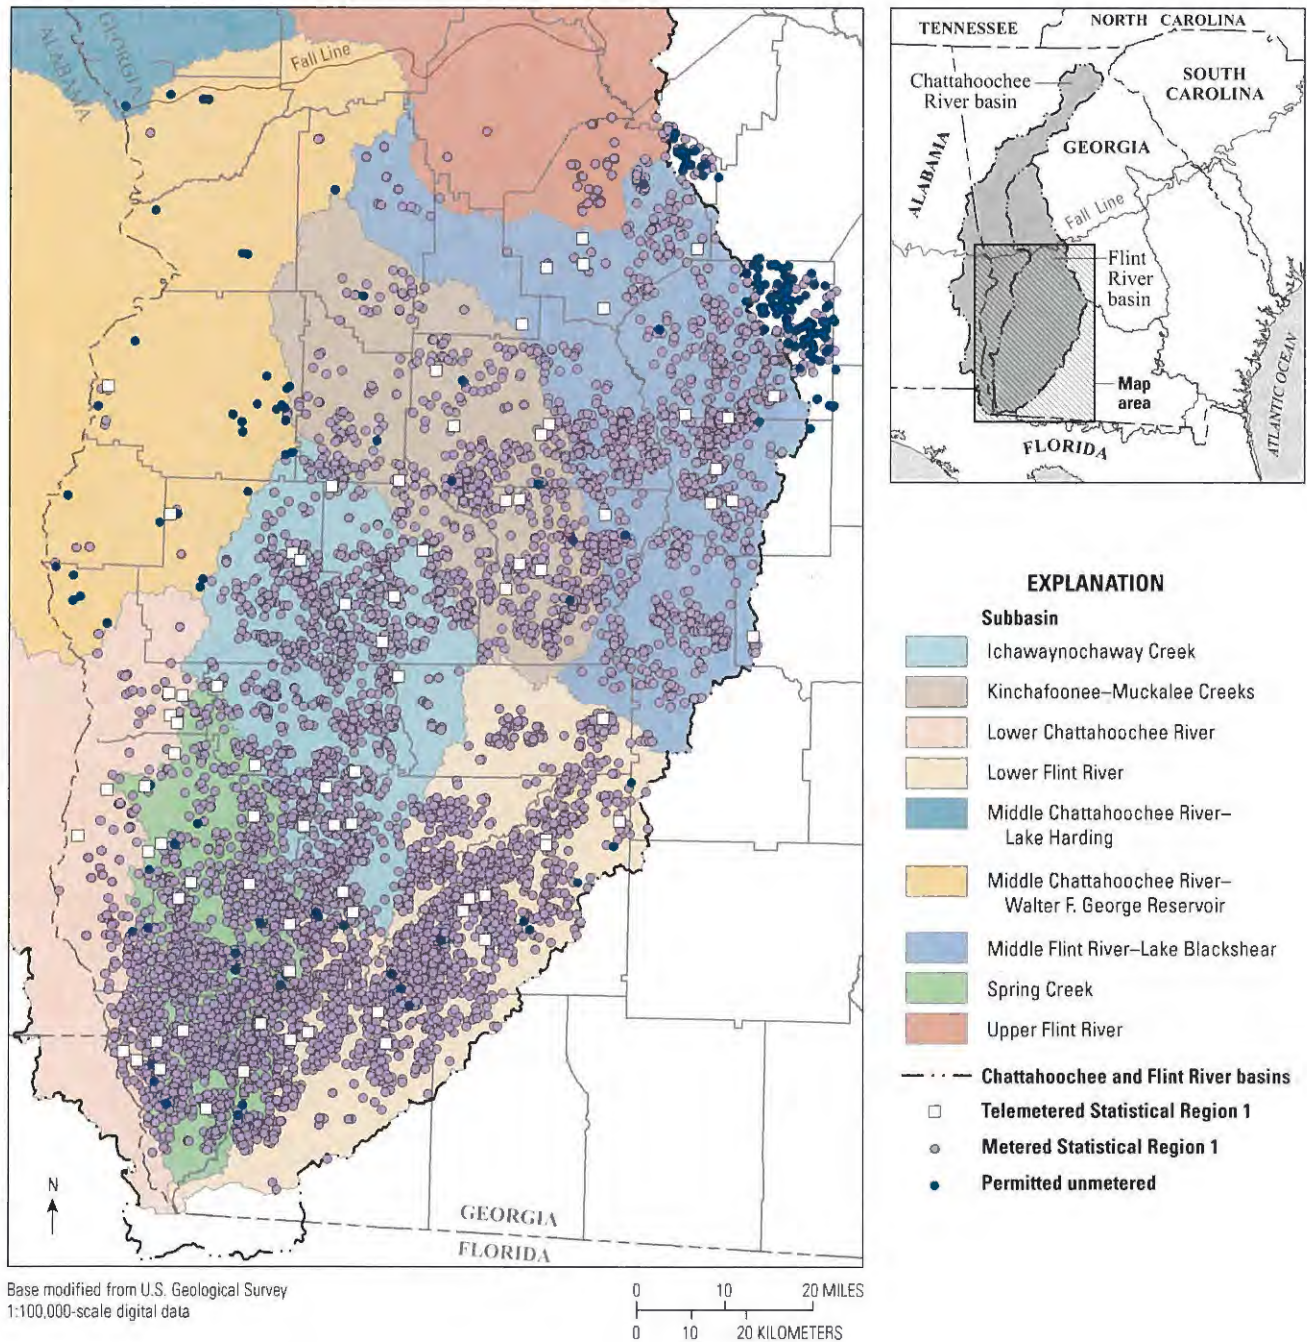 GEORGIA
ALABAMA
Fall Line
GEORGIA
FLORIDA
N
Base modified from U.S. Geological Survey
1:100,000-scale digital data
0 10 20 MILES
0 10 20 KILOMETERS
TENNESSEE
NORTH CAROLINA
Chattahoochee
River basin
SOUTH
CAROLINA
GEORGIA
ALABAMA
Fall Line
Flint
River
basin
Map
area
FLORIDA
ATLANTIC OCEAN
EXPLANATION
Subbasin
Ichawaynochaway Creek
Kinchafoonee–Muckalee Creeks
Lower Chattahoochee River
Lower Flint River
Middle Chattahoochee River–
Lake Harding
Middle Chattahoochee River–
Walter F. George Reservoir
Middle Flint River–Lake Blackshear
Spring Creek
Upper Flint River
Chattahoochee and Flint River basins
Telemetered Statistical Region 1
Metered Statistical Region 1
Permitted unmetered